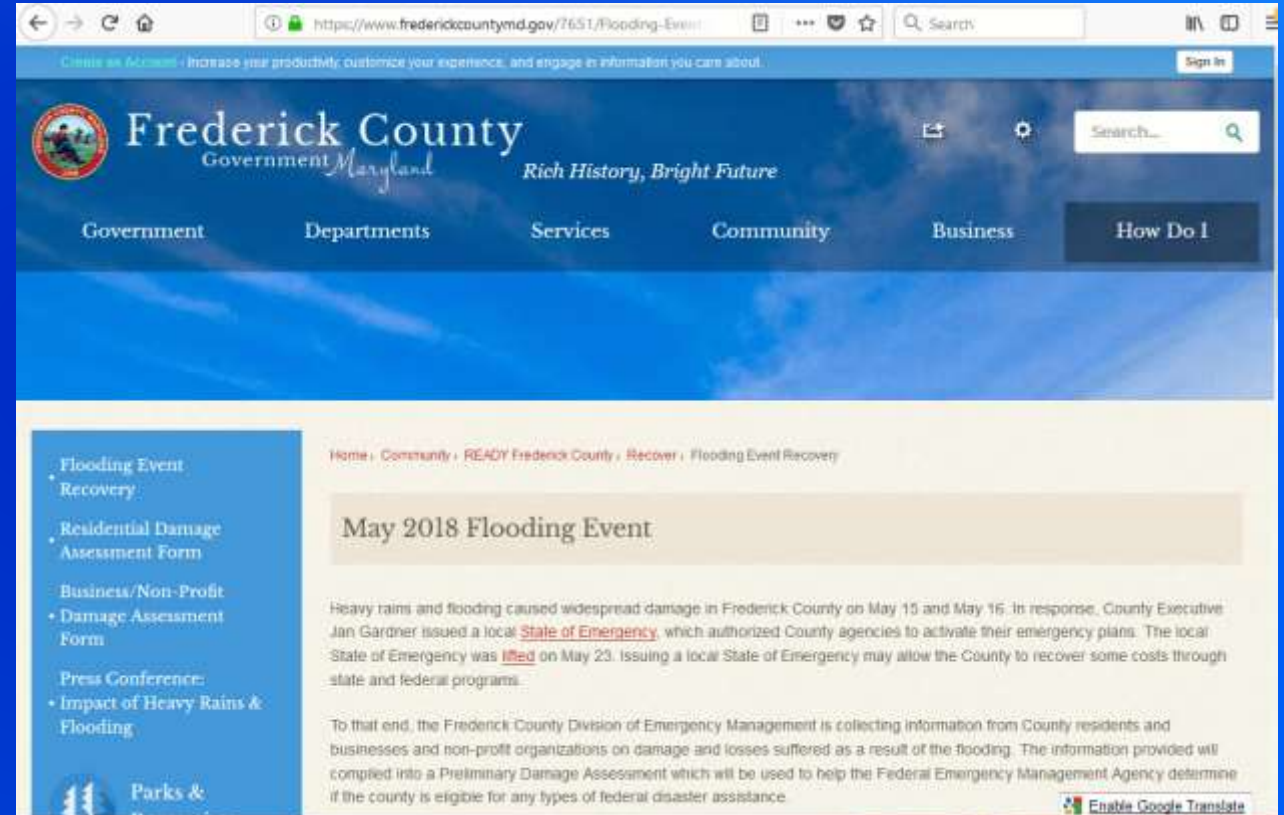 https://www.frederickcountymd.gov/7651/Flooding-Event
Search
Create an Account - Increase your productivity, customize your experience, and engage in information you care about.
Sign In
Frederick County
Government Maryland
Rich History, Bright Future
Search...
Government
Departments
Services
Community
Business
How Do I
Flooding Event
Recovery
Residential Damage
Assessment Form
Business/Non-Profit
Damage Assessment
Form
Press Conference:
Impact of Heavy Rains &
Flooding
Parks &
Home › Community › READY Frederick County › Recover › Flooding Event Recovery
May 2018 Flooding Event
Heavy rains and flooding caused widespread damage in Frederick County on May 15 and May 16. In response, County Executive
Jan Gardner issued a local State of Emergency, which authorized County agencies to activate their emergency plans. The local
State of Emergency was lifted on May 23. Issuing a local State of Emergency may allow the County to recover some costs through
state and federal programs.
To that end, the Frederick County Division of Emergency Management is collecting information from County residents and
businesses and non-profit organizations on damage and losses suffered as a result of the flooding. The information provided will
complied into a Preliminary Damage Assessment which will be used to help the Federal Emergency Management Agency determine
if the county is eligible for any types of federal disaster assistance.
Enable Google Translate